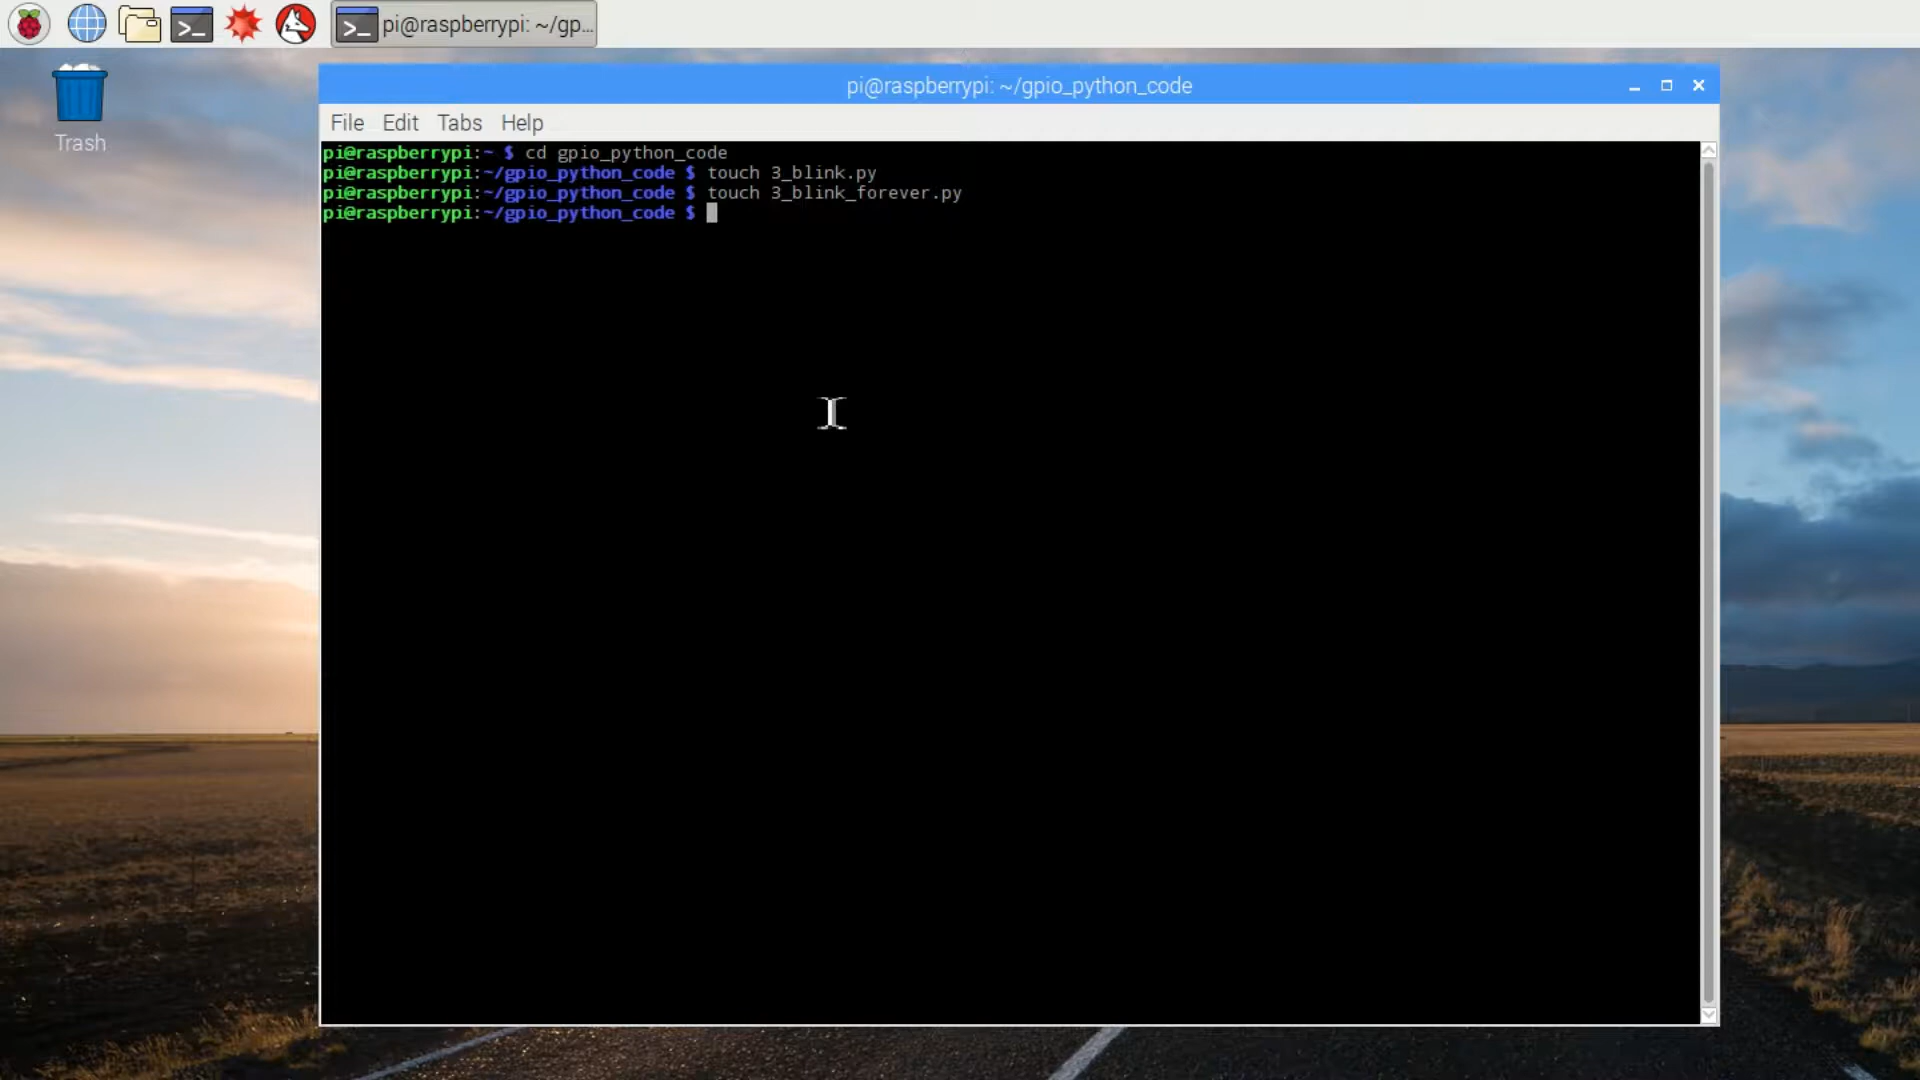 pi@raspberrypi: ~/gp...
Trash
pi@raspberrypi: ~/gpio_python_code
File Edit Tabs Help
pi@raspberrypi:~ $ cd gpio_python_code
pi@raspberrypi:~/gpio_python_code $ touch 3_blink.py
pi@raspberrypi:~/gpio_python_code $ touch 3_blink_forever.py
pi@raspberrypi:~/gpio_python_code $